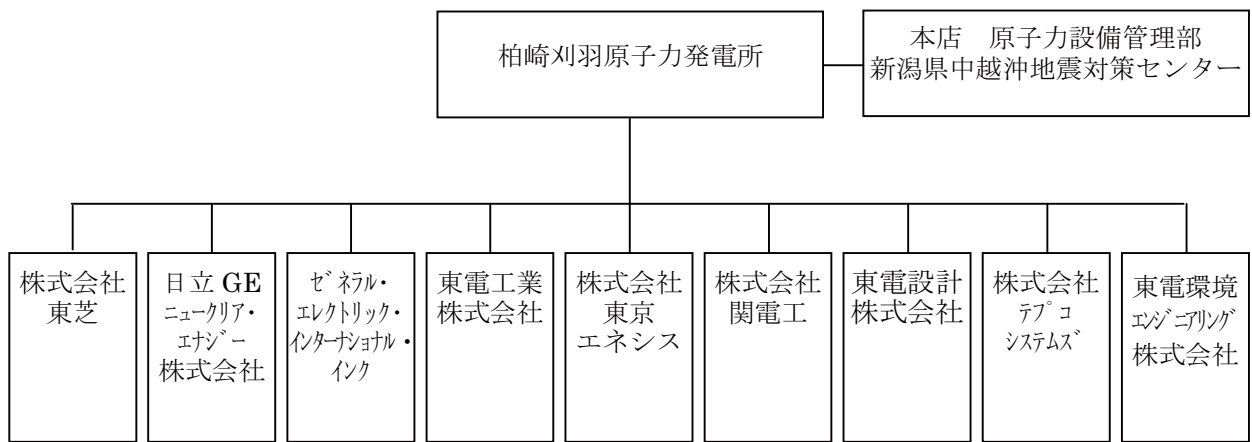 柏崎刈羽原子力発電所
本店　原子力設備管理部
新潟県中越沖地震対策センター
株式会社
東芝
日立 GE
ﾆｭｰｸﾘｱ・
ｴﾅｼﾞｰ
株式会社
ｾﾞﾈﾗﾙ・
ｴﾚｸﾄﾘｯｸ・
ｲﾝﾀｰﾅｼｮﾅﾙ・
ｲﾝｸ
東電工業
株式会社
株式会社
東京
エネシス
株式会社
関電工
東電設計
株式会社
株式会社
ﾃﾌﾟｺ
ｼｽﾃﾑｽﾞ
東電環境
ｴﾝｼﾞﾆｱﾘﾝｸﾞ
株式会社